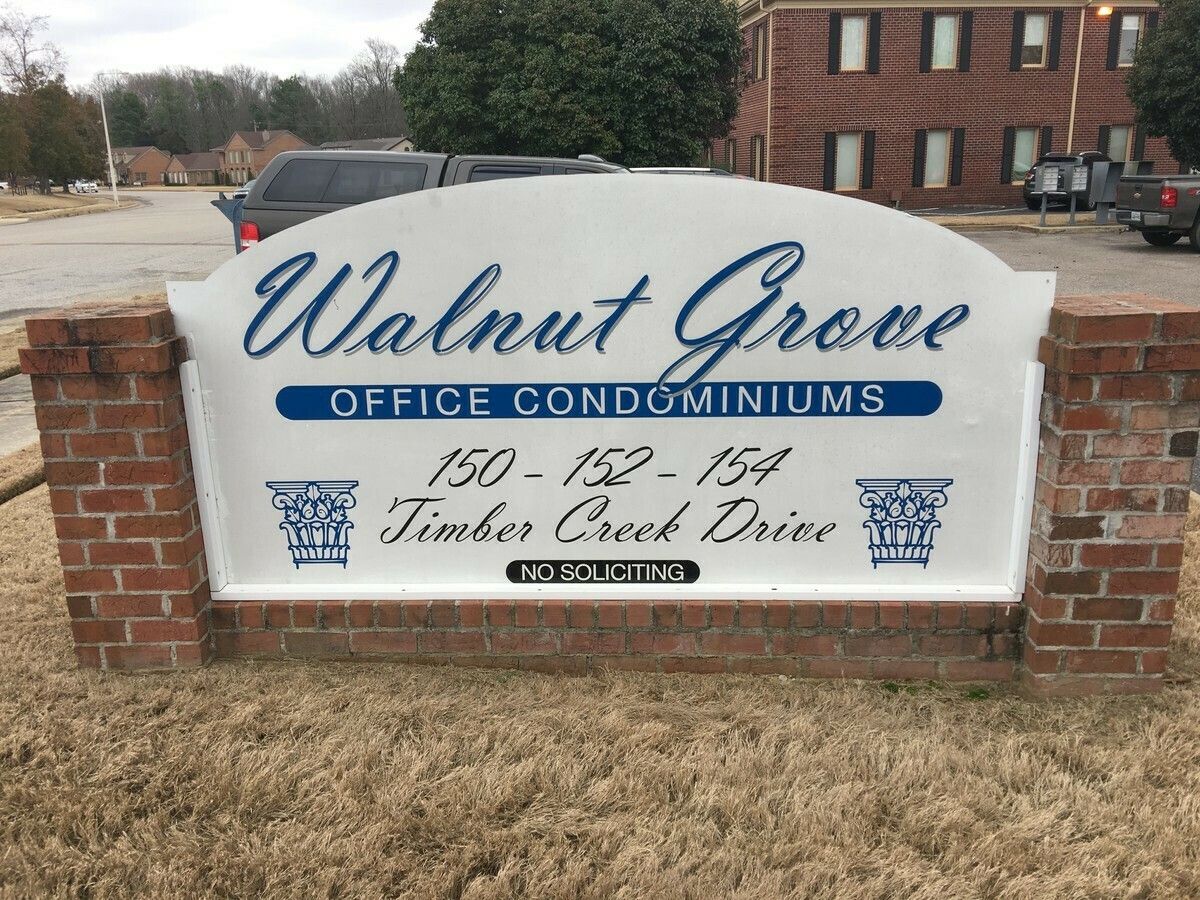 Walnut Grove
OFFICE CONDOMINIUMS
150 - 152 - 154
Timber Creek Drive
NO SOLICITING